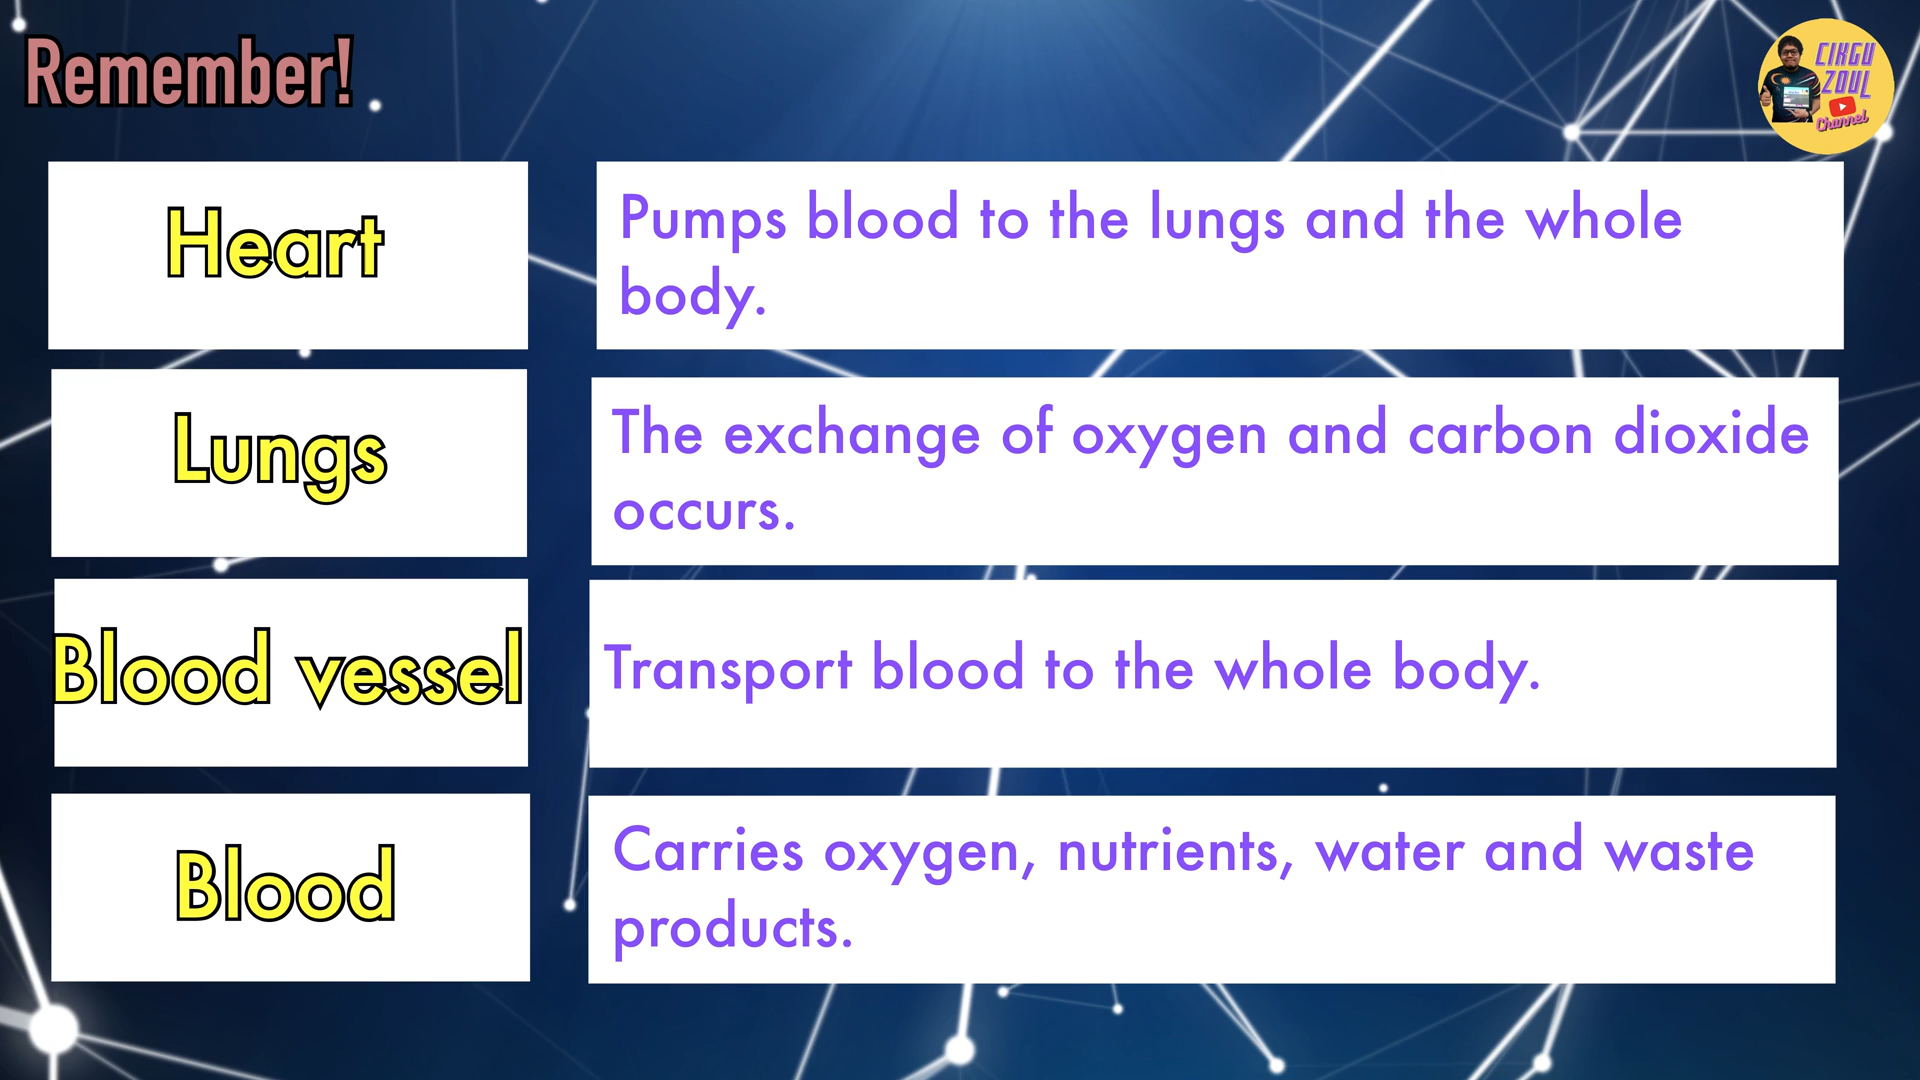 Remember!
CIKGU
ZOUL
Channel
Heart
Pumps blood to the lungs and the whole
body.
Lungs
The exchange of oxygen and carbon dioxide
occurs.
Blood vessel
Transport blood to the whole body.
Blood
Carries oxygen, nutrients, water and waste
products.